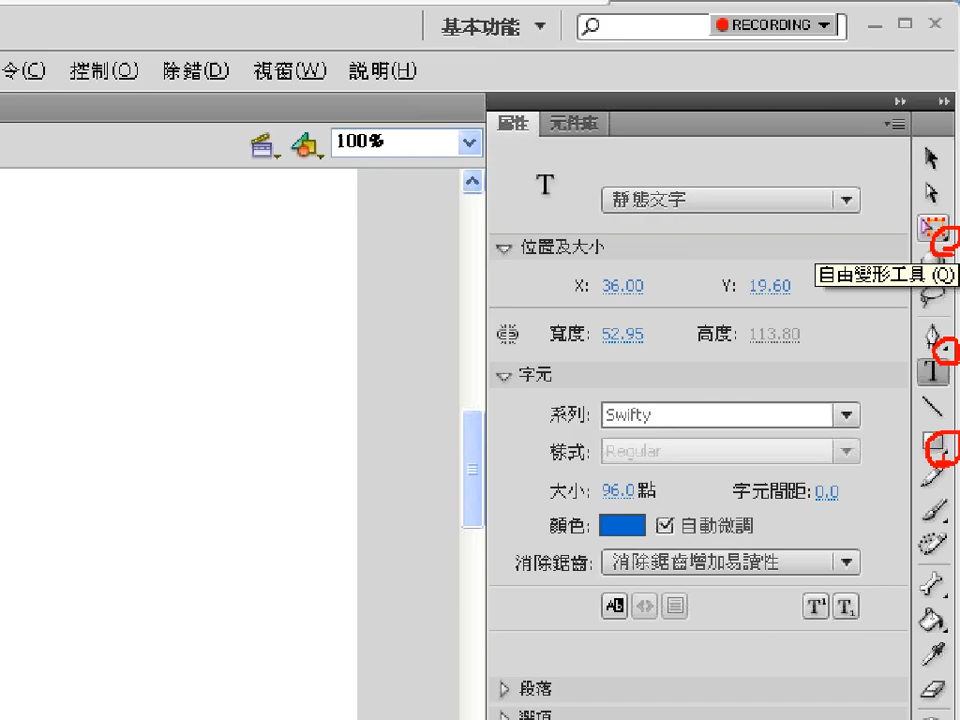 基本功能
RECORDING
令(C) 控制(O) 除錯(D) 視窗(W) 說明(H)
屬性 元件庫
100%
T
靜態文字
位置及大小
X: 36.00 Y: 19.60
自由變形工具 (Q)
寬度: 52.95 高度: 113.80
T
字元
系列: Swifty
樣式: Regular
大小: 96.0 點 字元間距: 0.0
顏色: 自動微調
消除鋸齒: 消除鋸齒增加易讀性
T¹ T₁
段落
選項